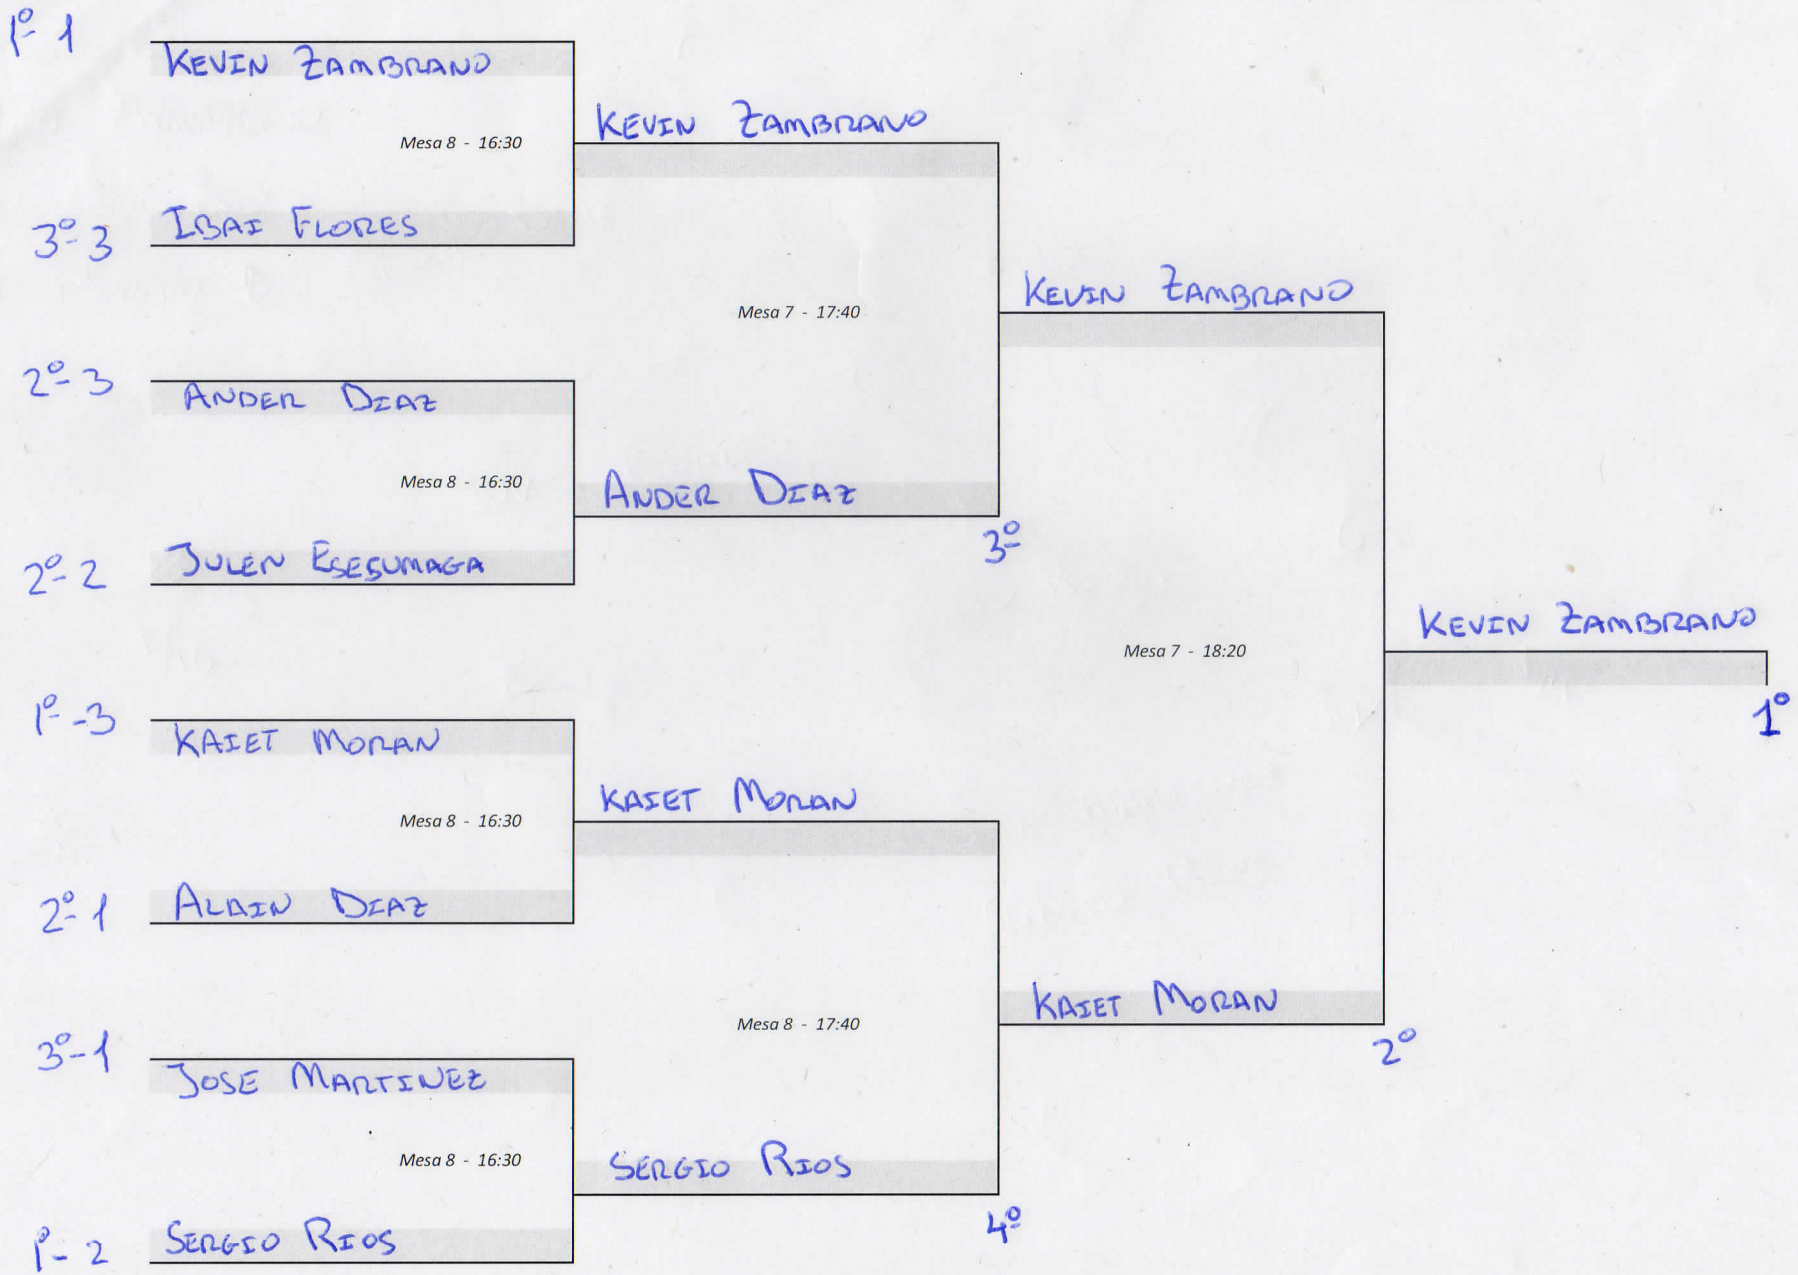 1º-1
KEVIN ZAMBRANO
Mesa 8 - 16:30
KEVIN ZAMBRANO
3º-3
IBAI FLORES
Mesa 7 - 17:40
KEVIN ZAMBRANO
2º-3
ANDER DIAZ
Mesa 8 - 16:30
ANDER DIAZ
3º
2º-2
JULEN ESESUMAGA
Mesa 7 - 18:20
KEVIN ZAMBRANO
1º
1º-3
KAIET MORAN
Mesa 8 - 16:30
KAIET MORAN
2º-1
ALAIN DIAZ
Mesa 8 - 17:40
KAIET MORAN
2º
3º-1
JOSE MARTINEZ
Mesa 8 - 16:30
SERGIO RIOS
4º
1º-2
SERGIO RIOS